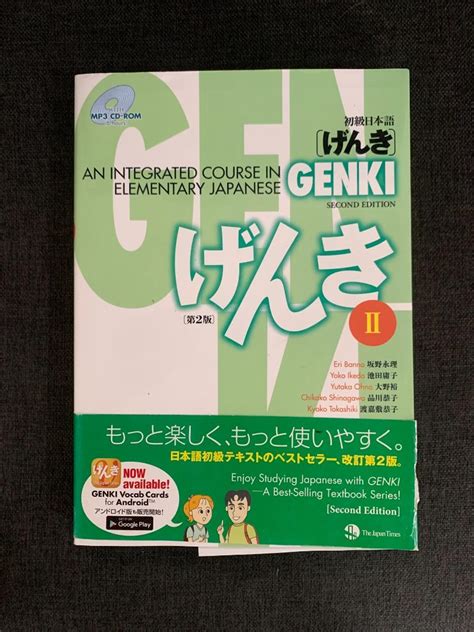 MP3 CD-ROM
初級日本語
[げんき]
AN INTEGRATED COURSE IN
ELEMENTARY JAPANESE
GENKI
SECOND EDITION
GENKI
げんき
[第2版]
II
Eri Banno 坂野永理
Yoko Ikeda 池田庸子
Yutaka Ohno 大野裕
Chikako Shinagawa 品川恭子
Kyoko Tokashiki 渡嘉敷恭子
もっと楽しく、もっと使いやすく。
日本語初級テキストのベストセラー、改訂第2版。
Enjoy Studying Japanese with GENKI
—A Best-Selling Textbook Series!
[Second Edition]
げんき
NOW
available!
GENKI Vocab Cards
for Android™
アンドロイド版も販売開始!
Google Play
The Japan Times